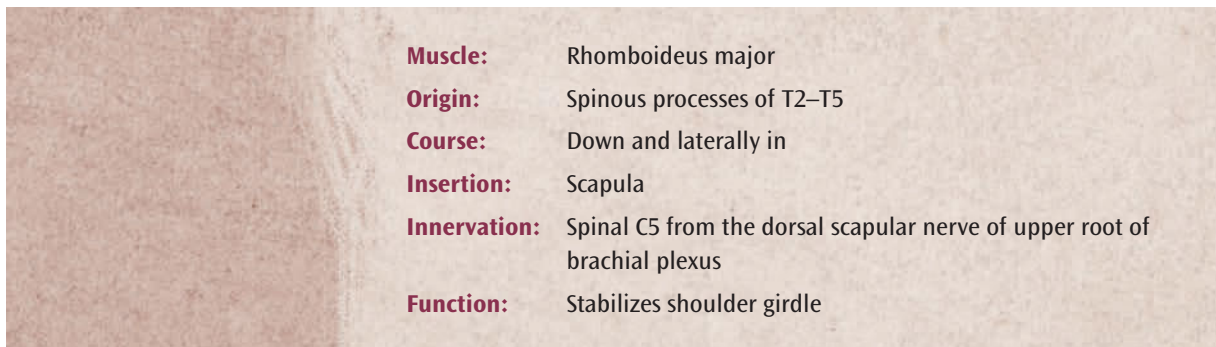 Muscle: Rhomboideus major
Origin: Spinous processes of T2–T5
Course: Down and laterally in
Insertion: Scapula
Innervation: Spinal C5 from the dorsal scapular nerve of upper root of
brachial plexus
Function: Stabilizes shoulder girdle